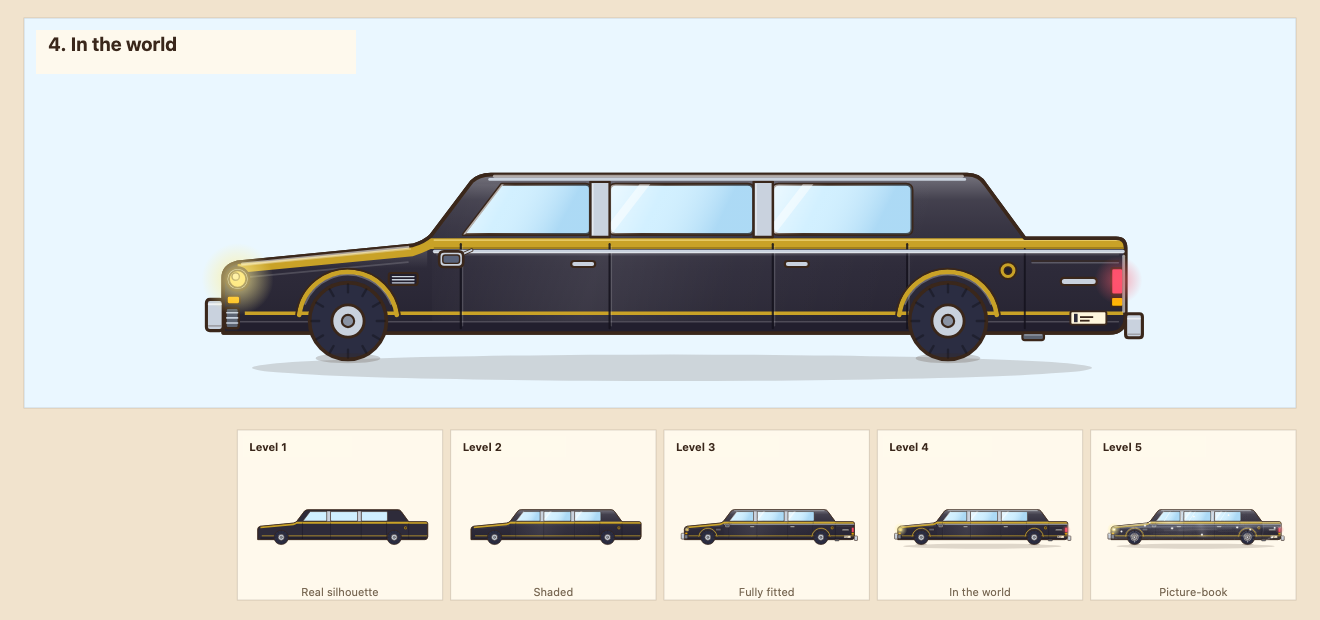 4. In the world
Level 1
Level 2
Level 3
Level 4
Level 5
Real silhouette
Shaded
Fully fitted
In the world
Picture-book